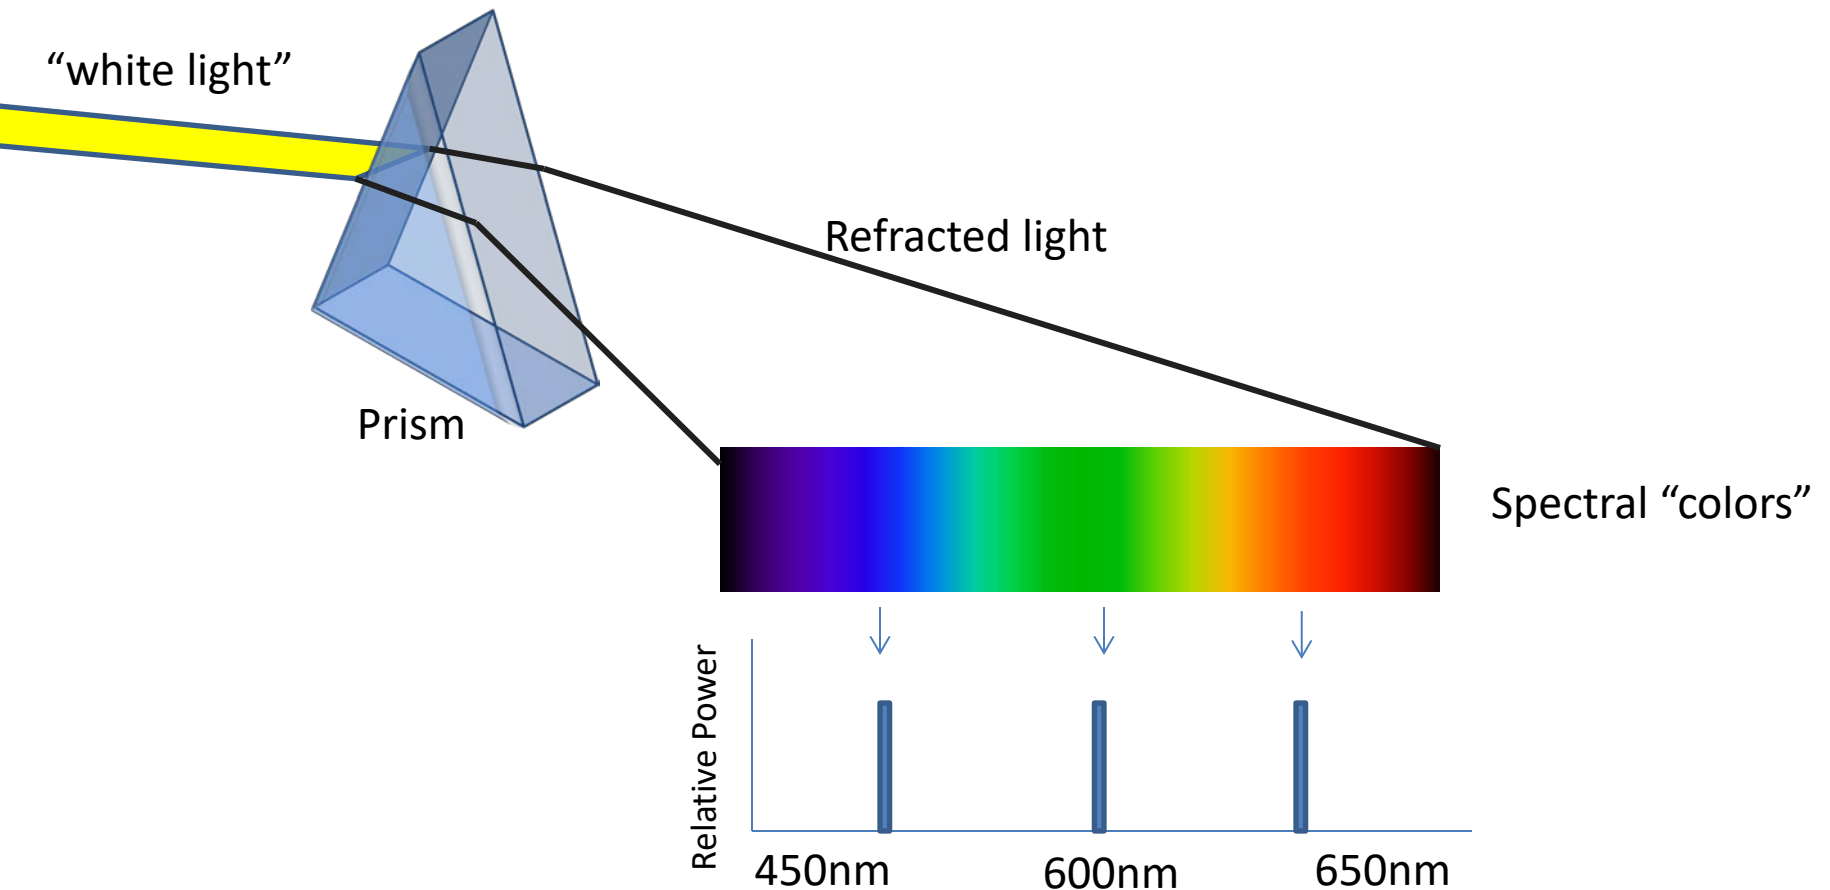 “white light”
Refracted light
Prism
Spectral “colors”
Relative Power
450nm
600nm
650nm